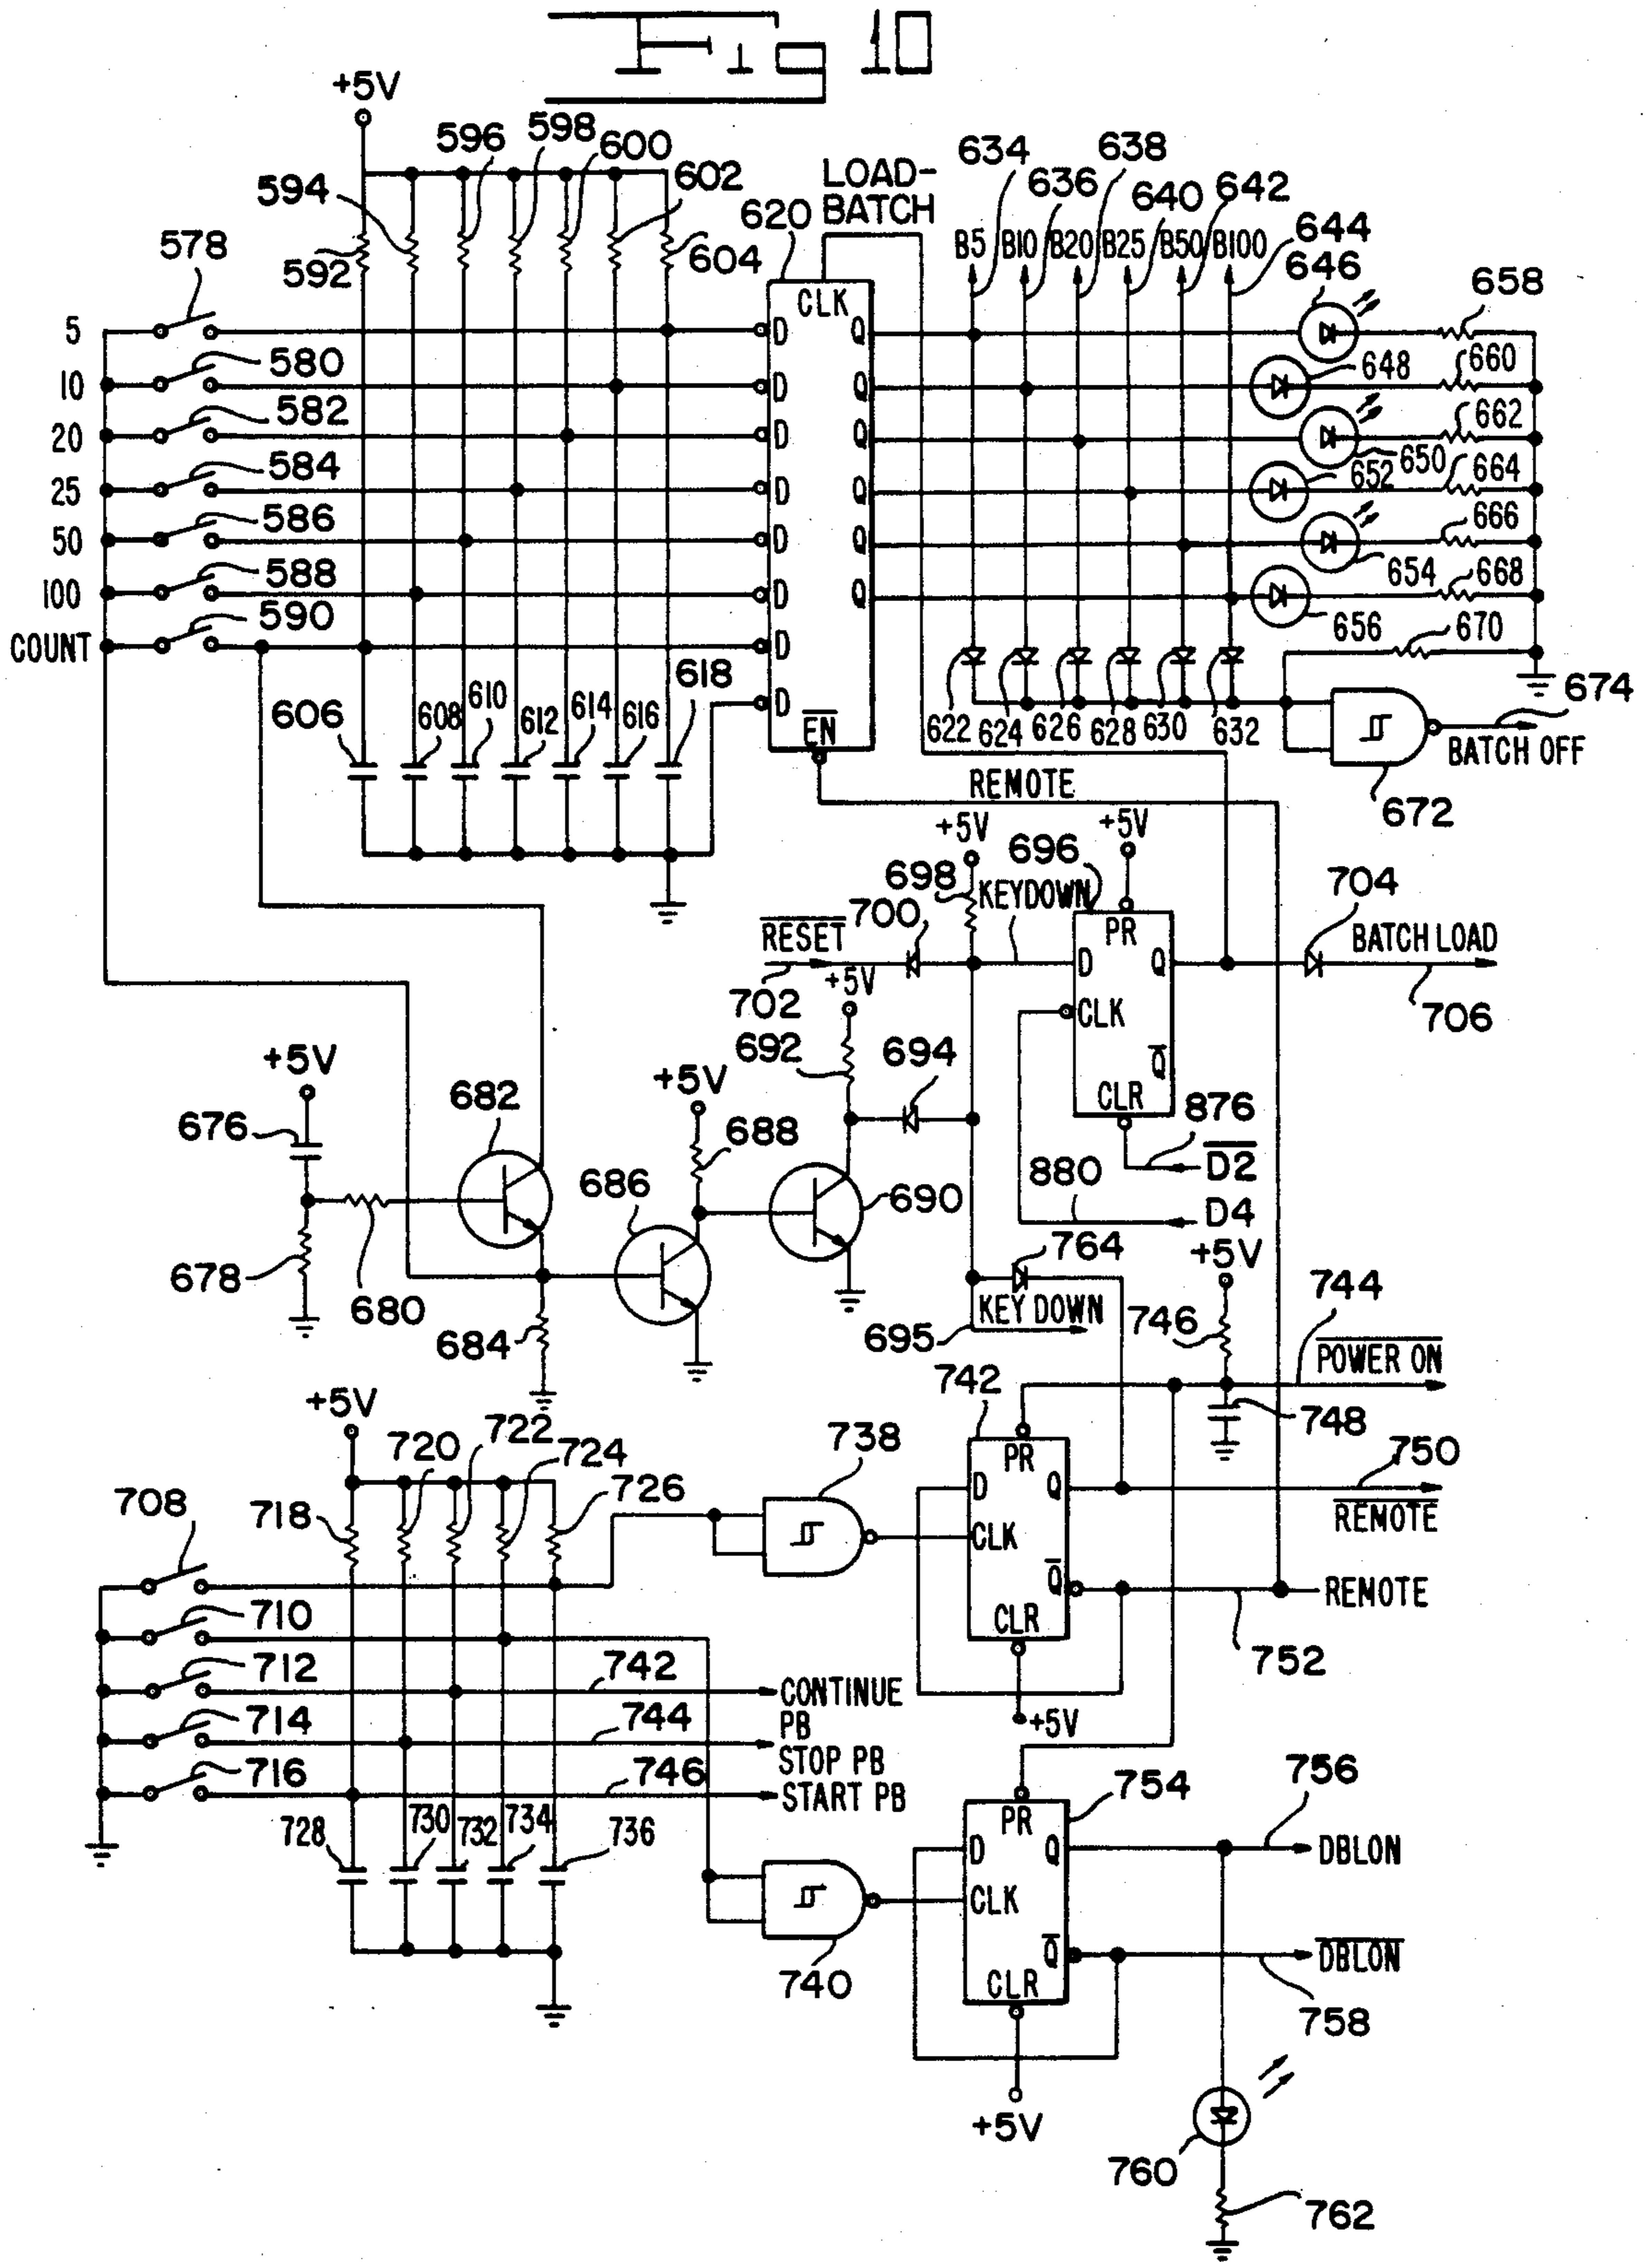 Fig 10
+5V
596
598
600
594
602
592
604
578
580
582
584
586
588
590
5
10
20
25
50
100
COUNT
606
608
610
612
614
616
618
620
LOAD-
BATCH
CLK
D
D
D
D
D
D
D
D
Q
Q
Q
Q
Q
Q
E̅N̅
634
638
636
640
642
644
646
B5
B10
B20
B25
B50
B100
658
648
660
662
650
652
664
666
654
668
656
670
622
624
626
628
630
632
674
BATCH OFF
672
REMOTE
+5V
+5V
696
698
KEYDOWN
700
R̅E̅S̅E̅T̅
702
+5V
PR
D
Q
CLK
Q̅
CLR
704
BATCH LOAD
706
692
694
876
D̅2̅
880
D4
+5V
676
678
680
682
684
+5V
686
688
690
764
KEY DOWN
695
+5V
746
744
P̅O̅W̅E̅R̅ O̅N̅
748
742
PR
D
Q
CLK
Q̅
CLR
+5V
750
R̅E̅M̅O̅T̅E̅
REMOTE
752
+5V
720
722
724
718
726
738
708
710
712
714
716
742
CONTINUE
PB
744
STOP PB
746
START PB
728
730
732
734
736
740
754
PR
D
Q
CLK
Q̅
CLR
+5V
756
DBLON
D̅B̅L̅O̅N̅
758
760
762